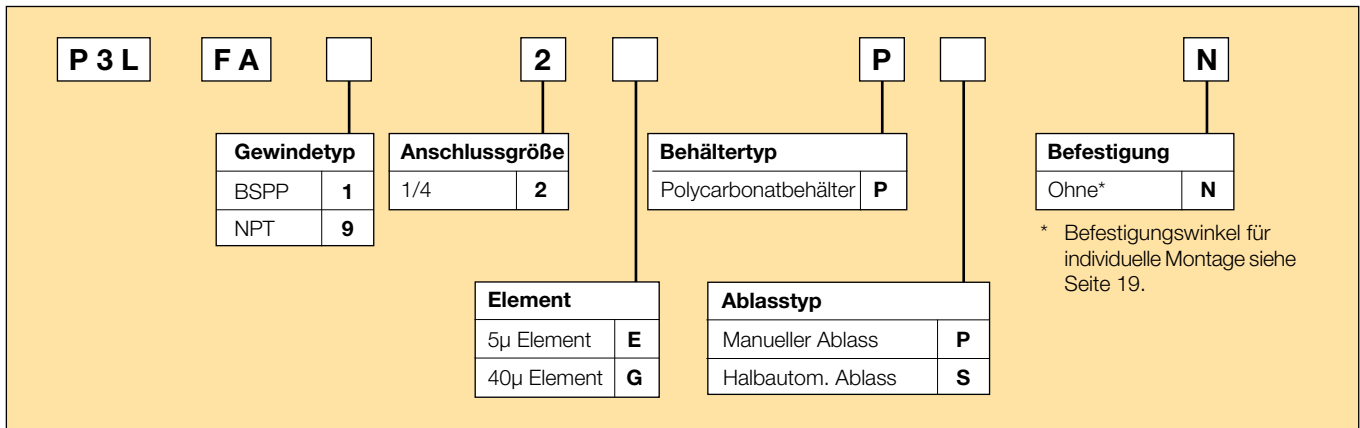 P 3 L F A 2 P N
Gewindetyp
BSPP 1
NPT 9
Anschlussgröße
1/4 2
Behältertyp
Polycarbonatbehälter P
Befestigung
Ohne* N
* Befestigungswinkel für
individuelle Montage siehe
Seite 19.
Element
5µ Element E
40µ Element G
Ablasstyp
Manueller Ablass P
Halbautom. Ablass S